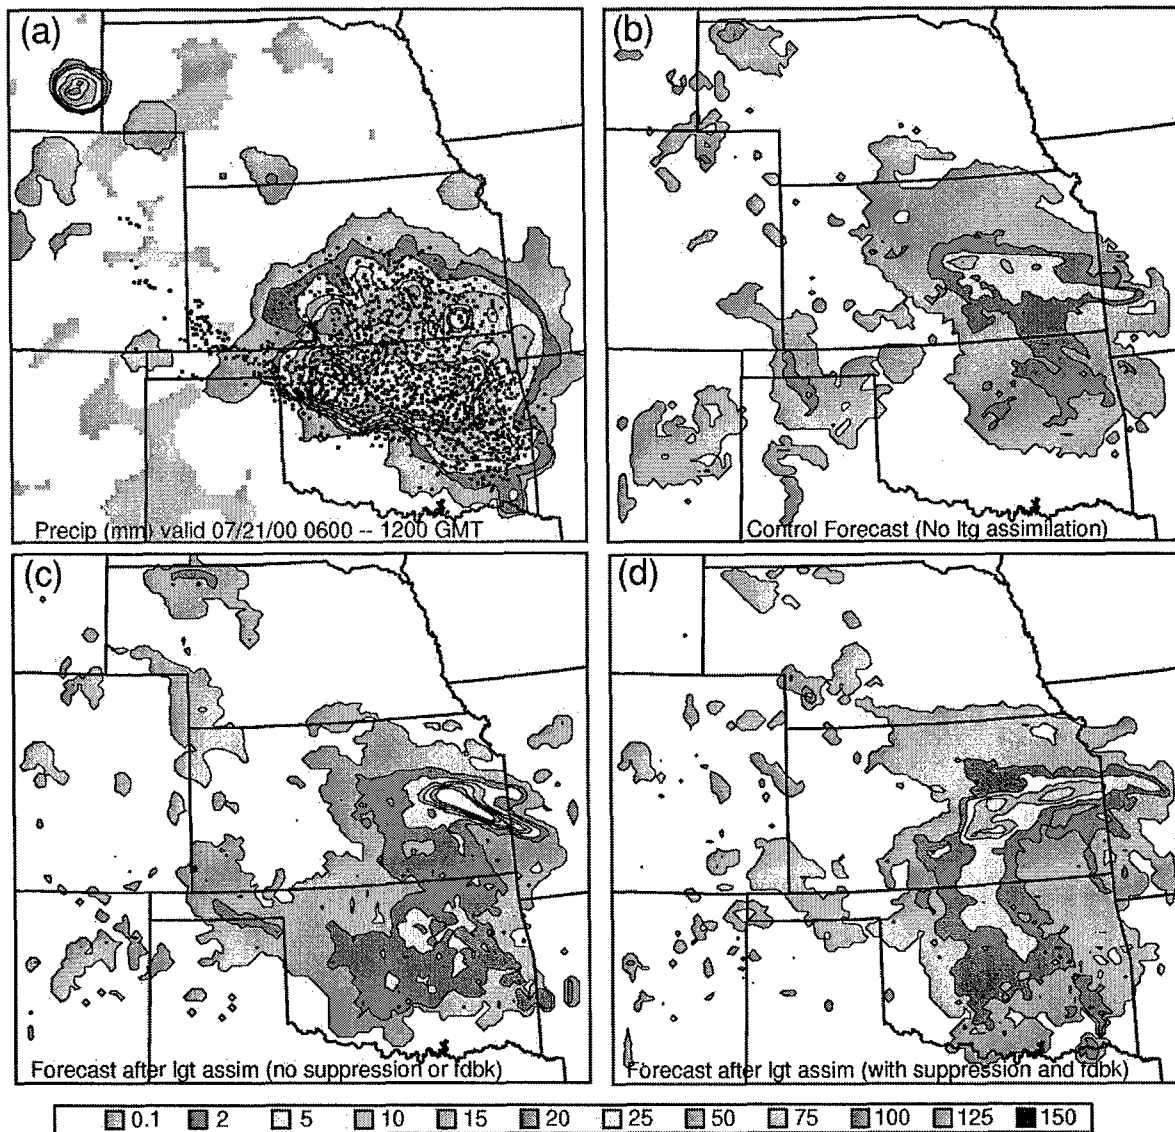 (a)
(b)
Precip (mm) valid 07/21/00 0600 -- 1200 GMT
Control Forecast (No ltg assimilation)
(c)
(d)
Forecast after lgt assim (no suppression or fdbk)
Forecast after lgt assim (with suppression and fdbk)
0.1 2 5 10 15 20 25 50 75 100 125 150